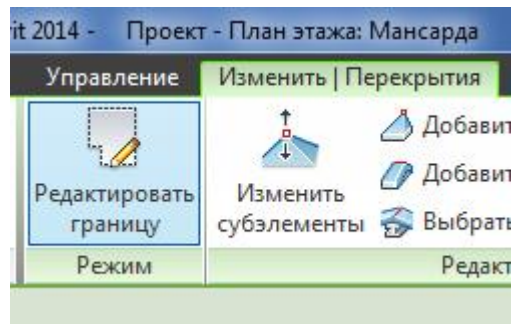 it 2014 - Проект - План этажа: Мансарда
Управление Изменить | Перекрытия
Редактировать границу
Изменить субэлементы
Добавит
Добавит
Выбрать
Режим Редакт